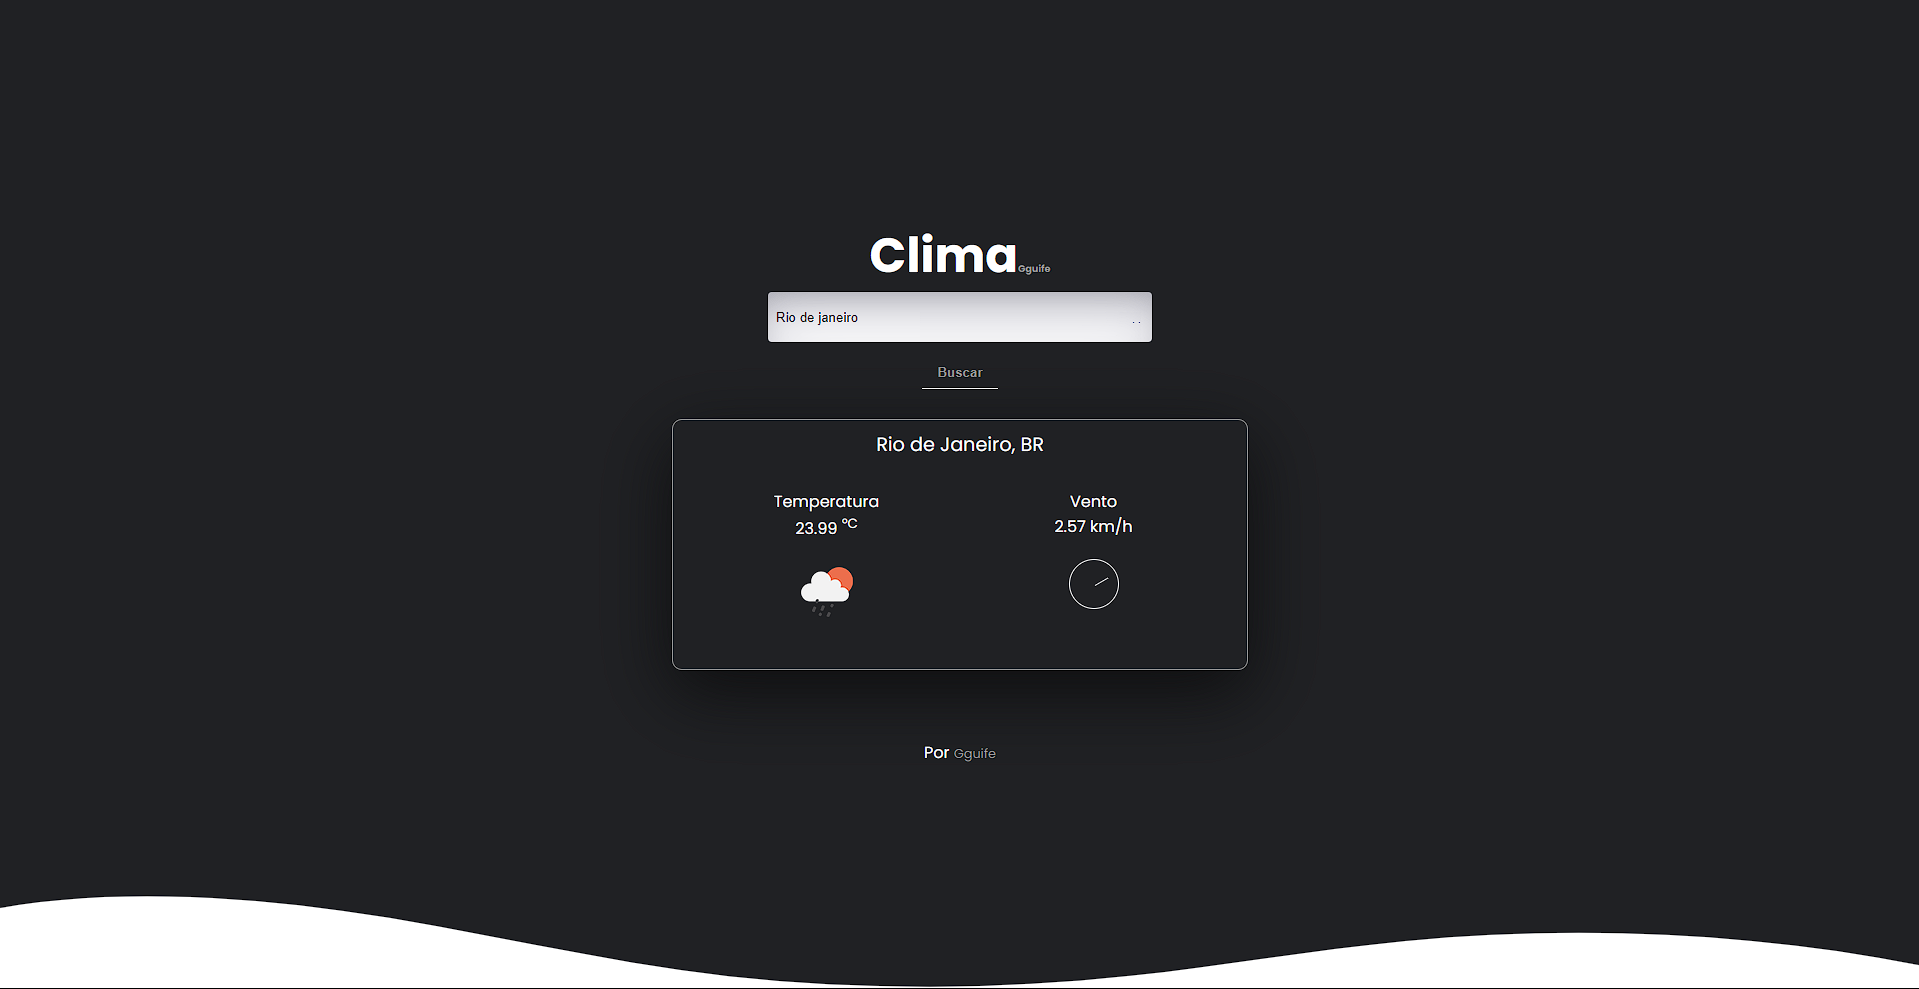 Clima Gguife
Rio de janeiro
Buscar
Rio de Janeiro, BR
Temperatura
23.99 °C
Vento
2.57 km/h
Por Gguife